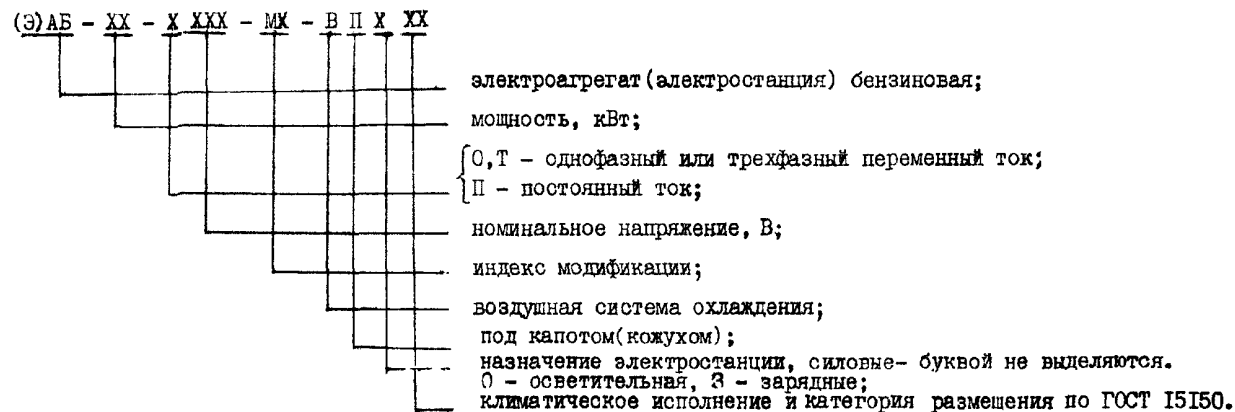 (Э)АБ - ХХ - Х ХХХ - МХ - В П Х ХХ
электроагрегат(электростанция) бензиновая;
мощность, кВт;
О,Т - однофазный или трехфазный переменный ток;
П - постоянный ток;
номинальное напряжение, В;
индекс модификации;
воздушная система охлаждения;
под капотом(кожухом);
назначение электростанции, силовые- буквой не выделяются.
О - осветительная, З - зарядные;
климатическое исполнение и категория размещения по ГОСТ I5I50.